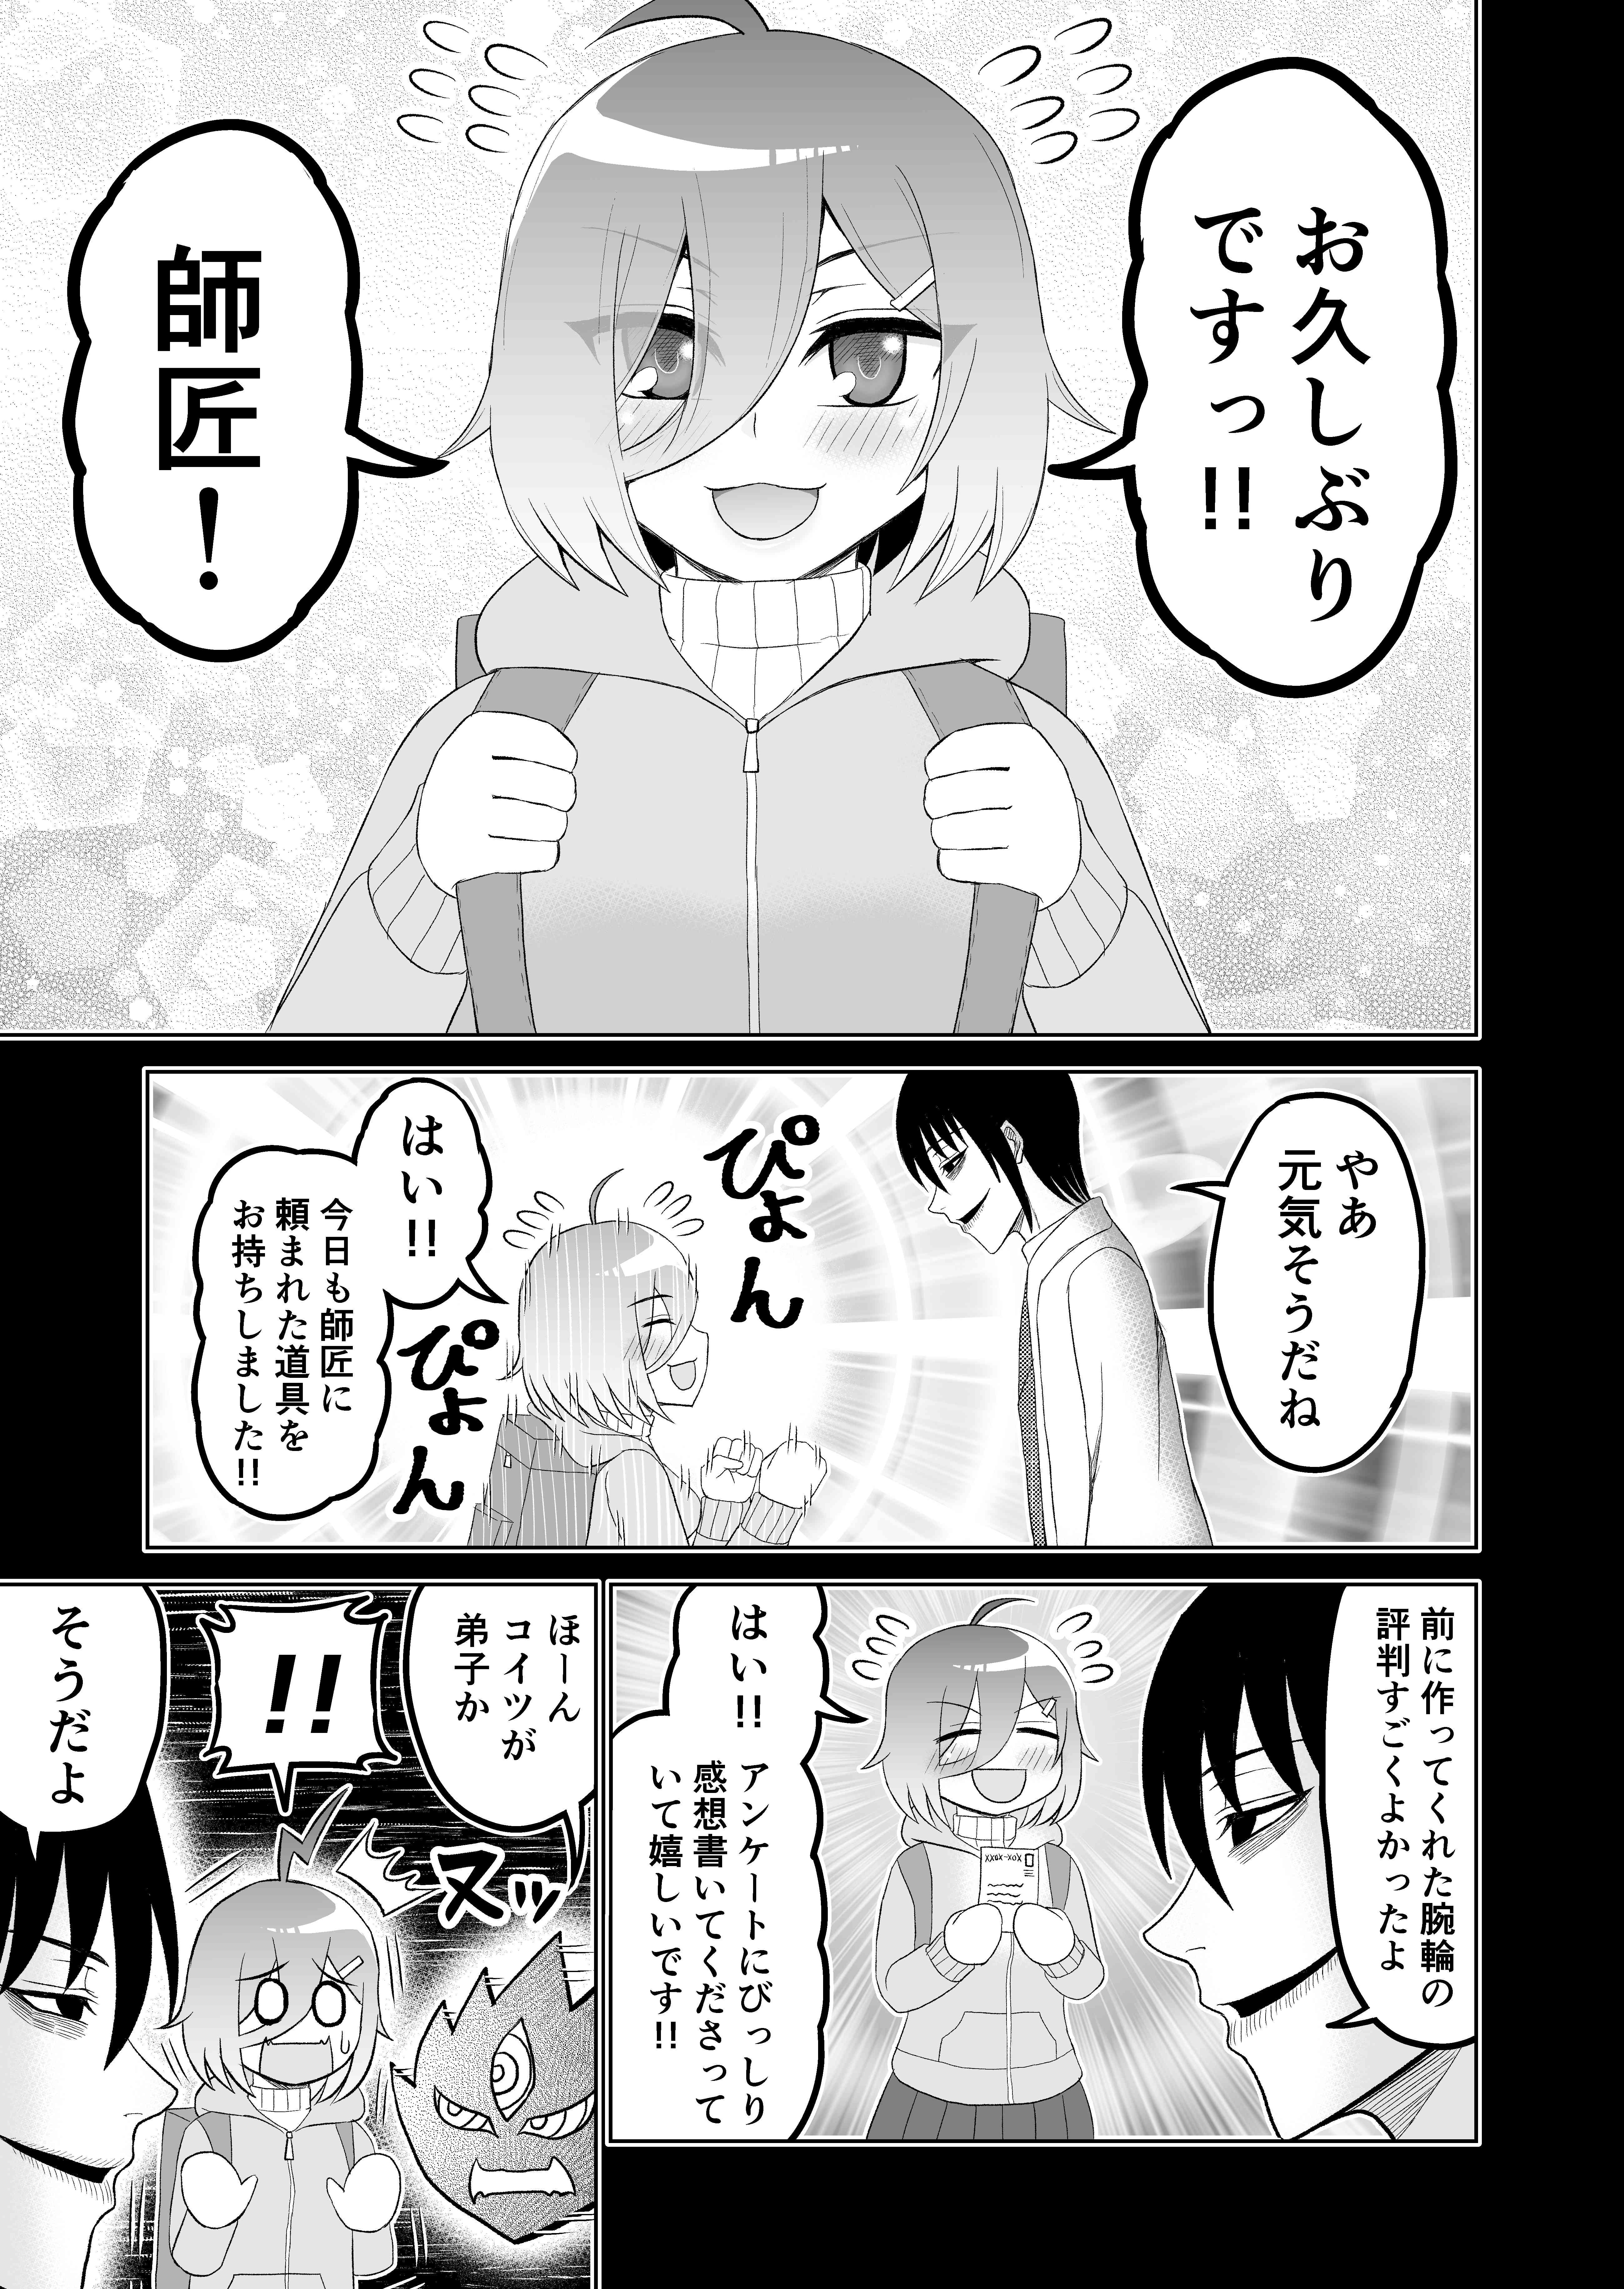 お久しぶり
ですっ!!
師匠!
やあ
元気そうだね
ぴょん
はい!!
今日も師匠に
頼まれた道具を
お持ちしました!!
ぴょん
前に作ってくれた腕輪の
評判すごくよかったよ
はい!!
アンケートにびっしり
感想書いてくださって
いて嬉しいです!!
XXOX-XOX
ほーん
コイツが
弟子か
ヌッ
!!
そうだよ